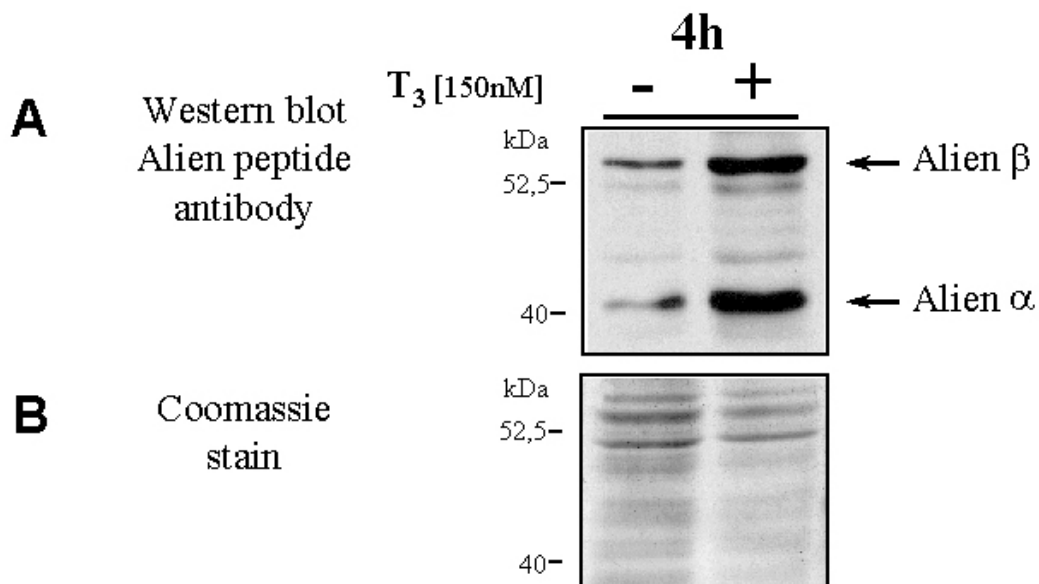 4h
T3 [150nM] - +
A
Western blot
Alien peptide
antibody
kDa
52,5
40
Alien β
Alien α
B
Coomassie
stain
kDa
52,5
40